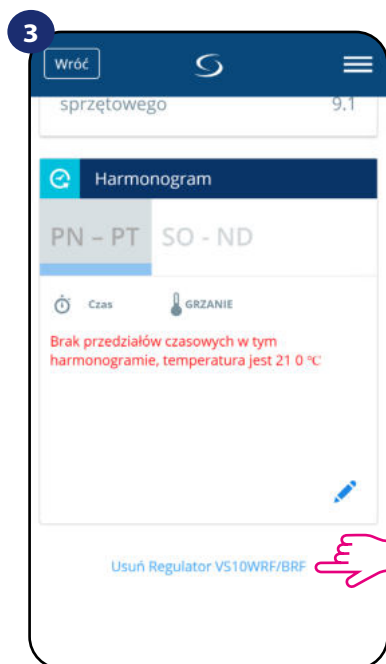 3
Wróć
sprzętowego 9.1
Harmonogram
PN – PT SO - ND
Czas GRZANIE
Brak przedziałów czasowych w tym
harmonogramie, temperatura jest 21 0 °C
Usuń Regulator VS10WRF/BRF